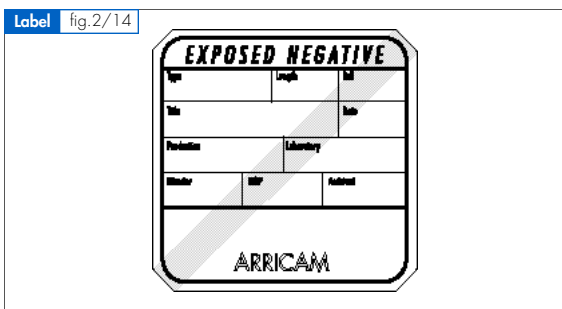 Label fig.2/14
EXPOSED NEGATIVE
Type Length Roll
Title Date
Production Laboratory
Director DOP Assistant
ARRICAM